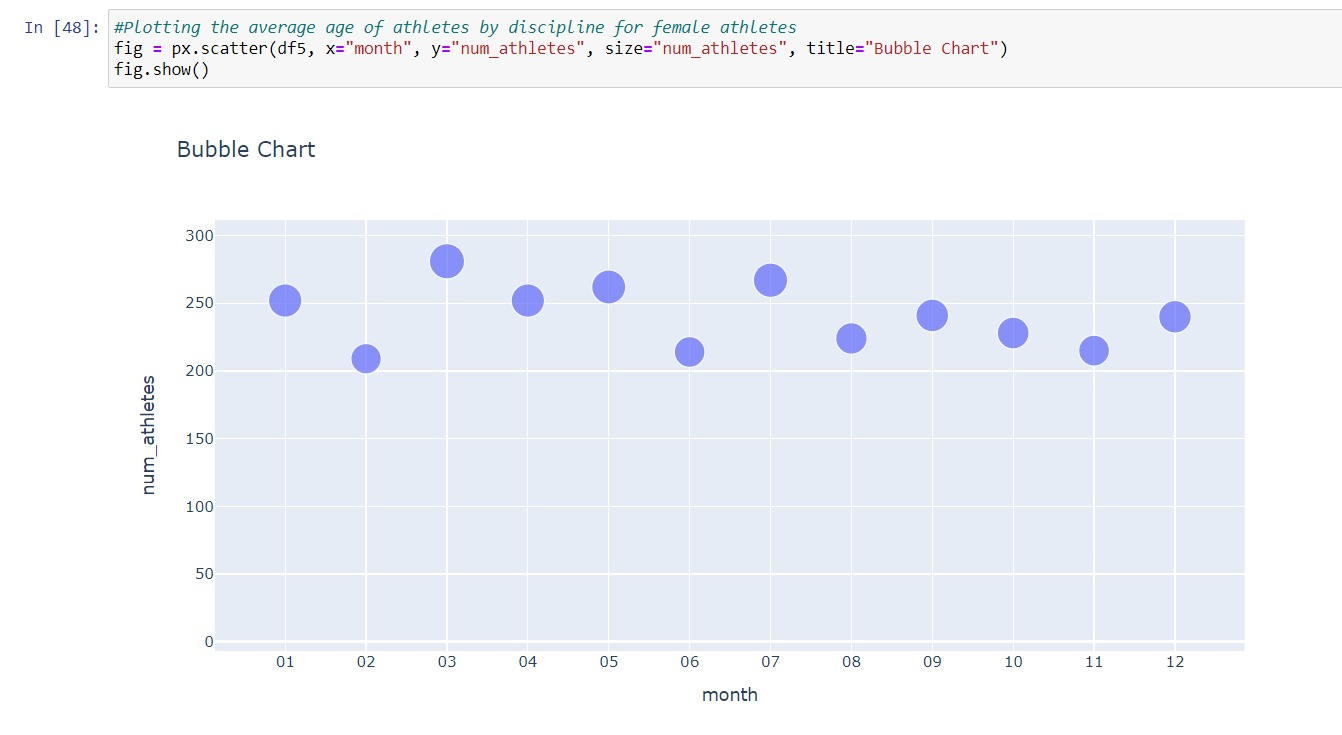 In [48]: #Plotting the average age of athletes by discipline for female athletes
fig = px.scatter(df5, x="month", y="num_athletes", size="num_athletes", title="Bubble Chart")
fig.show()
Bubble Chart
300
250
200
150
100
50
0
num_athletes
01 02 03 04 05 06 07 08 09 10 11 12
month